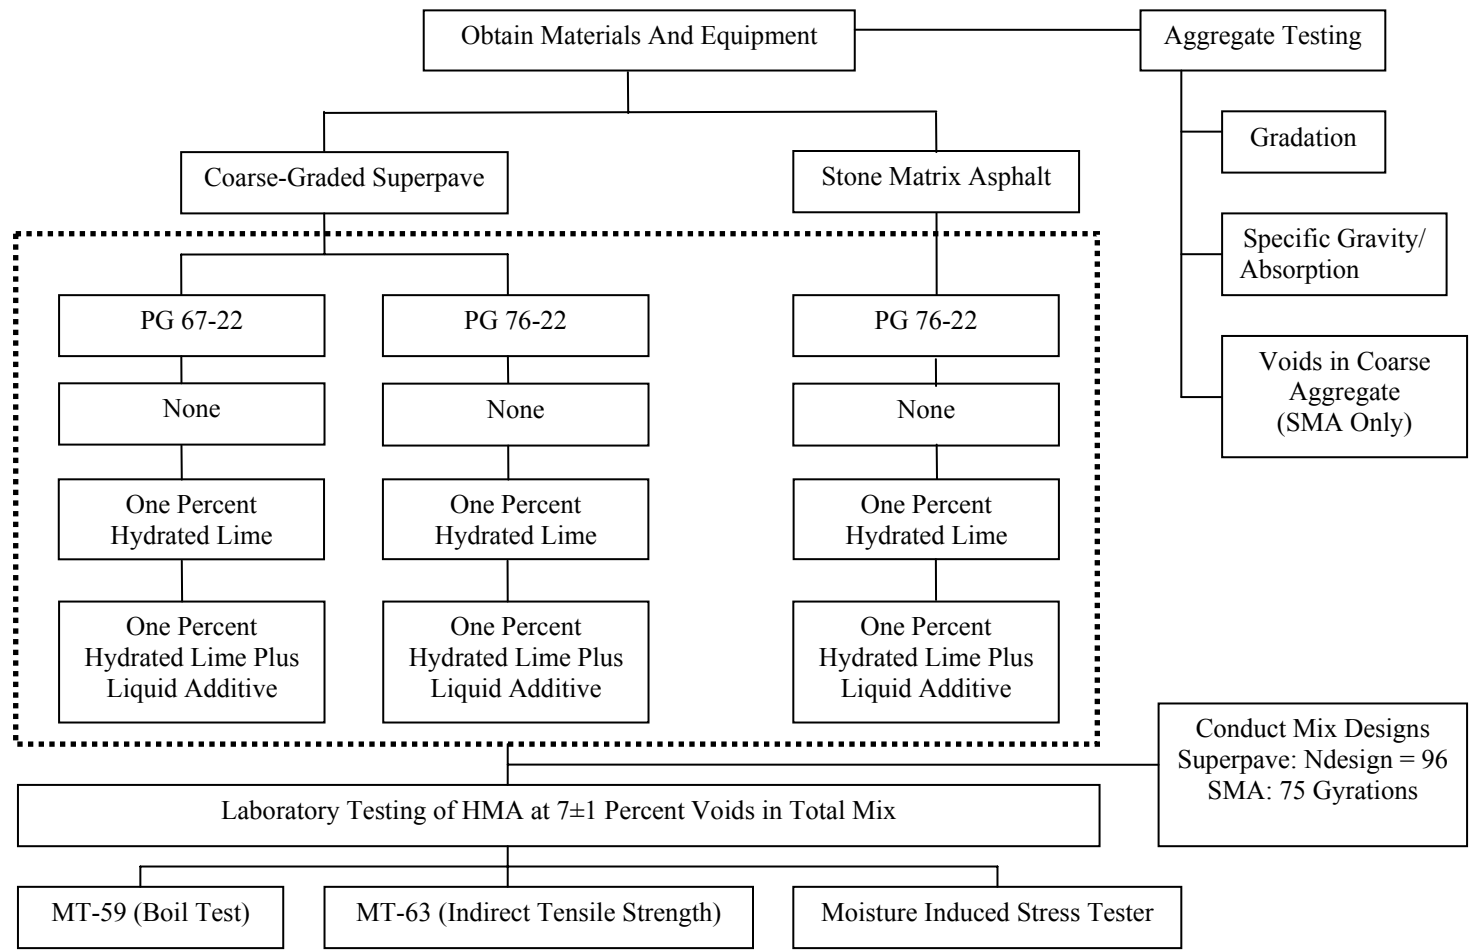 Obtain Materials And Equipment
Aggregate Testing
Gradation
Coarse-Graded Superpave
Stone Matrix Asphalt
Specific Gravity/
Absorption
PG 67-22
PG 76-22
PG 76-22
Voids in Coarse
Aggregate
(SMA Only)
None
None
None
One Percent
Hydrated Lime
One Percent
Hydrated Lime
One Percent
Hydrated Lime
One Percent
Hydrated Lime Plus
Liquid Additive
One Percent
Hydrated Lime Plus
Liquid Additive
One Percent
Hydrated Lime Plus
Liquid Additive
Conduct Mix Designs
Superpave: Ndesign = 96
SMA: 75 Gyrations
Laboratory Testing of HMA at 7±1 Percent Voids in Total Mix
MT-59 (Boil Test)
MT-63 (Indirect Tensile Strength)
Moisture Induced Stress Tester